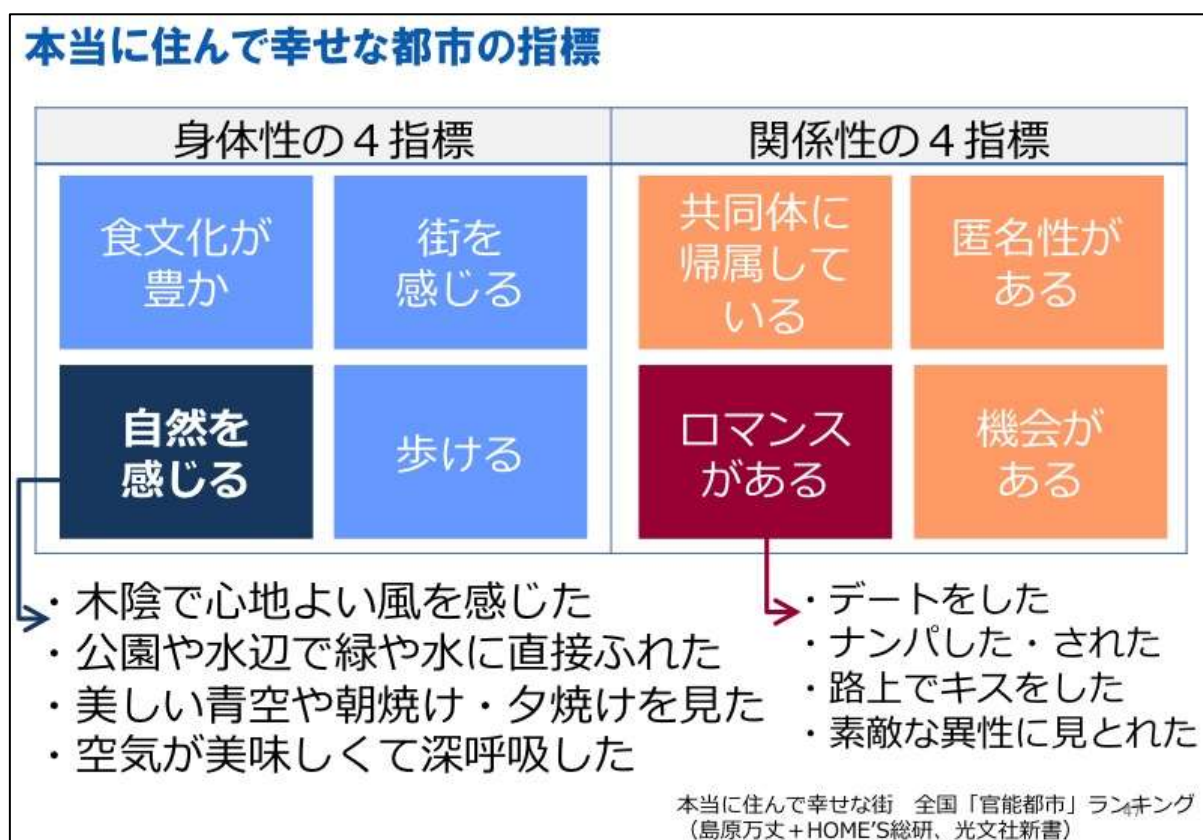 本当に住んで幸せな都市の指標
身体性の４指標
関係性の４指標
食文化が
豊か
街を
感じる
共同体に
帰属して
いる
匿名性が
ある
自然を
感じる
歩ける
ロマンス
がある
機会が
ある
・木陰で心地よい風を感じた
・公園や水辺で緑や水に直接ふれた
・美しい青空や朝焼け・夕焼けを見た
・空気が美味しくて深呼吸した
・デートをした
・ナンパした・された
・路上でキスをした
・素敵な異性に見とれた
本当に住んで幸せな街　全国「官能都市」ランキング
（島原万丈＋HOME'S総研、光文社新書）
47